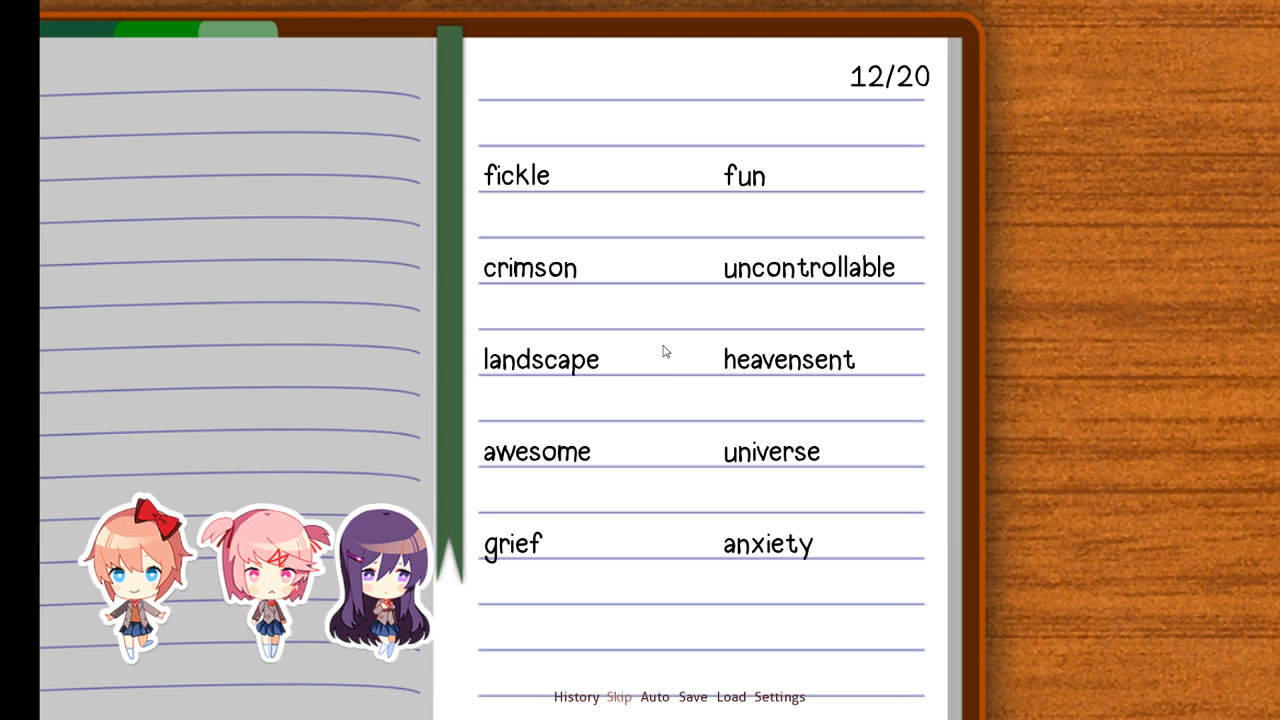 12/20
fickle fun
crimson uncontrollable
landscape heavensent
awesome universe
grief anxiety
History Skip Auto Save Load Settings